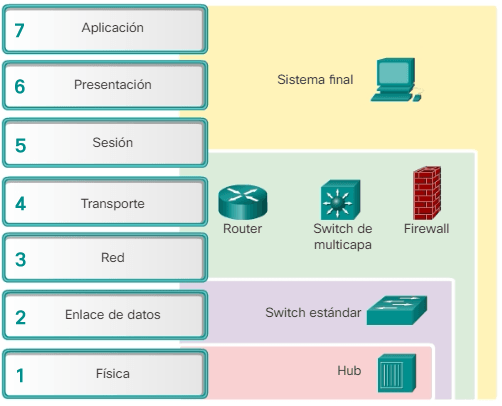 7 Aplicación
6 Presentación
Sistema final
5 Sesión
4 Transporte
Router
Switch de
multicapa
Firewall
3 Red
2 Enlace de datos
Switch estándar
1 Física
Hub